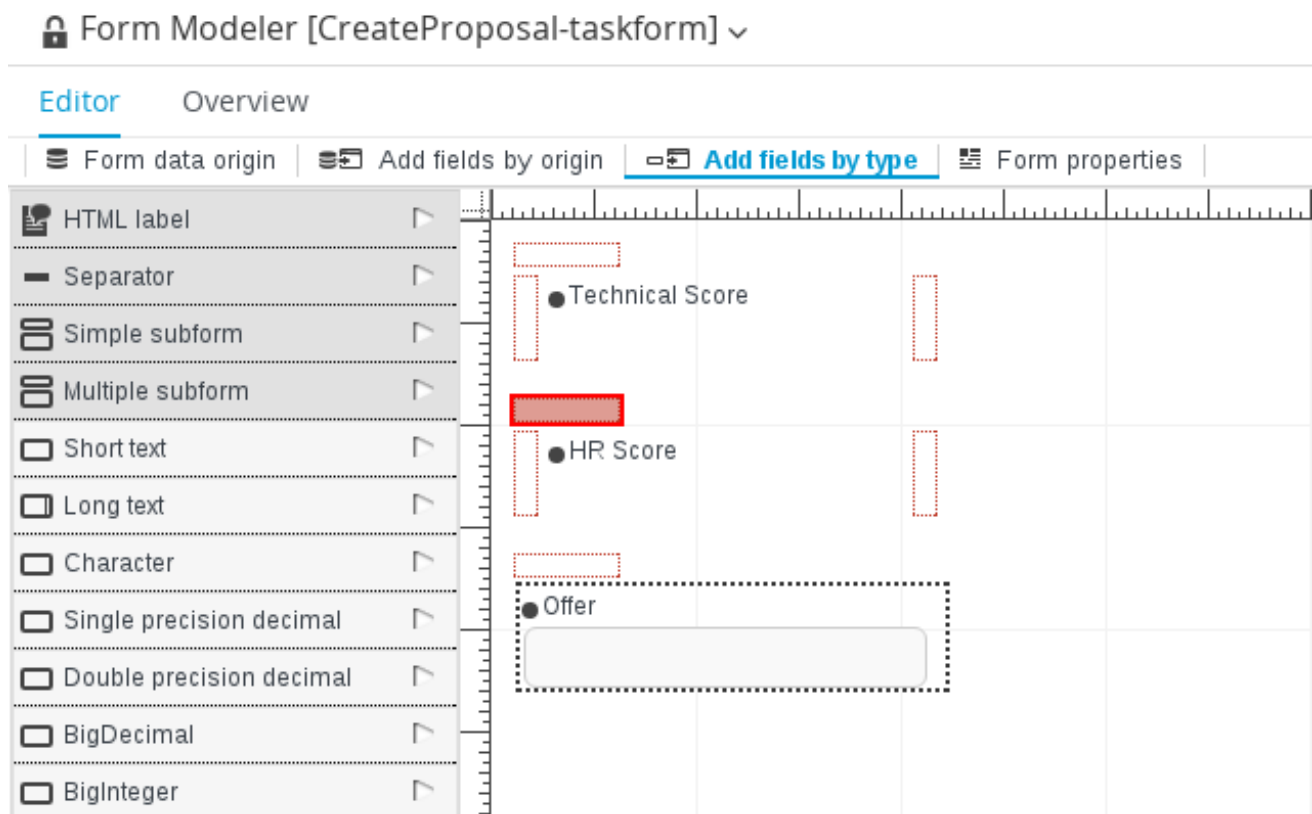 Form Modeler [CreateProposal-taskform]
Editor Overview
Form data origin Add fields by origin Add fields by type Form properties
HTML label
Separator
Simple subform
Multiple subform
Short text
Long text
Character
Single precision decimal
Double precision decimal
BigDecimal
BigInteger
Technical Score
HR Score
Offer